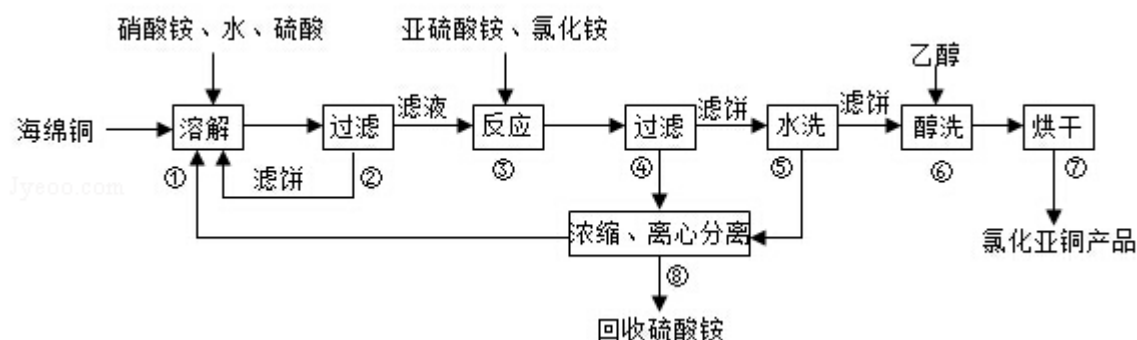 硝酸铵、水、硫酸
亚硫酸铵、氯化铵
乙醇
海绵铜
溶解
过滤
滤液
反应
过滤
滤饼
水洗
滤饼
醇洗
烘干
①
滤饼
②
③
④
⑤
⑥
⑦
Jyeoo.com
浓缩、离心分离
氯化亚铜产品
⑧
回收硫酸铵